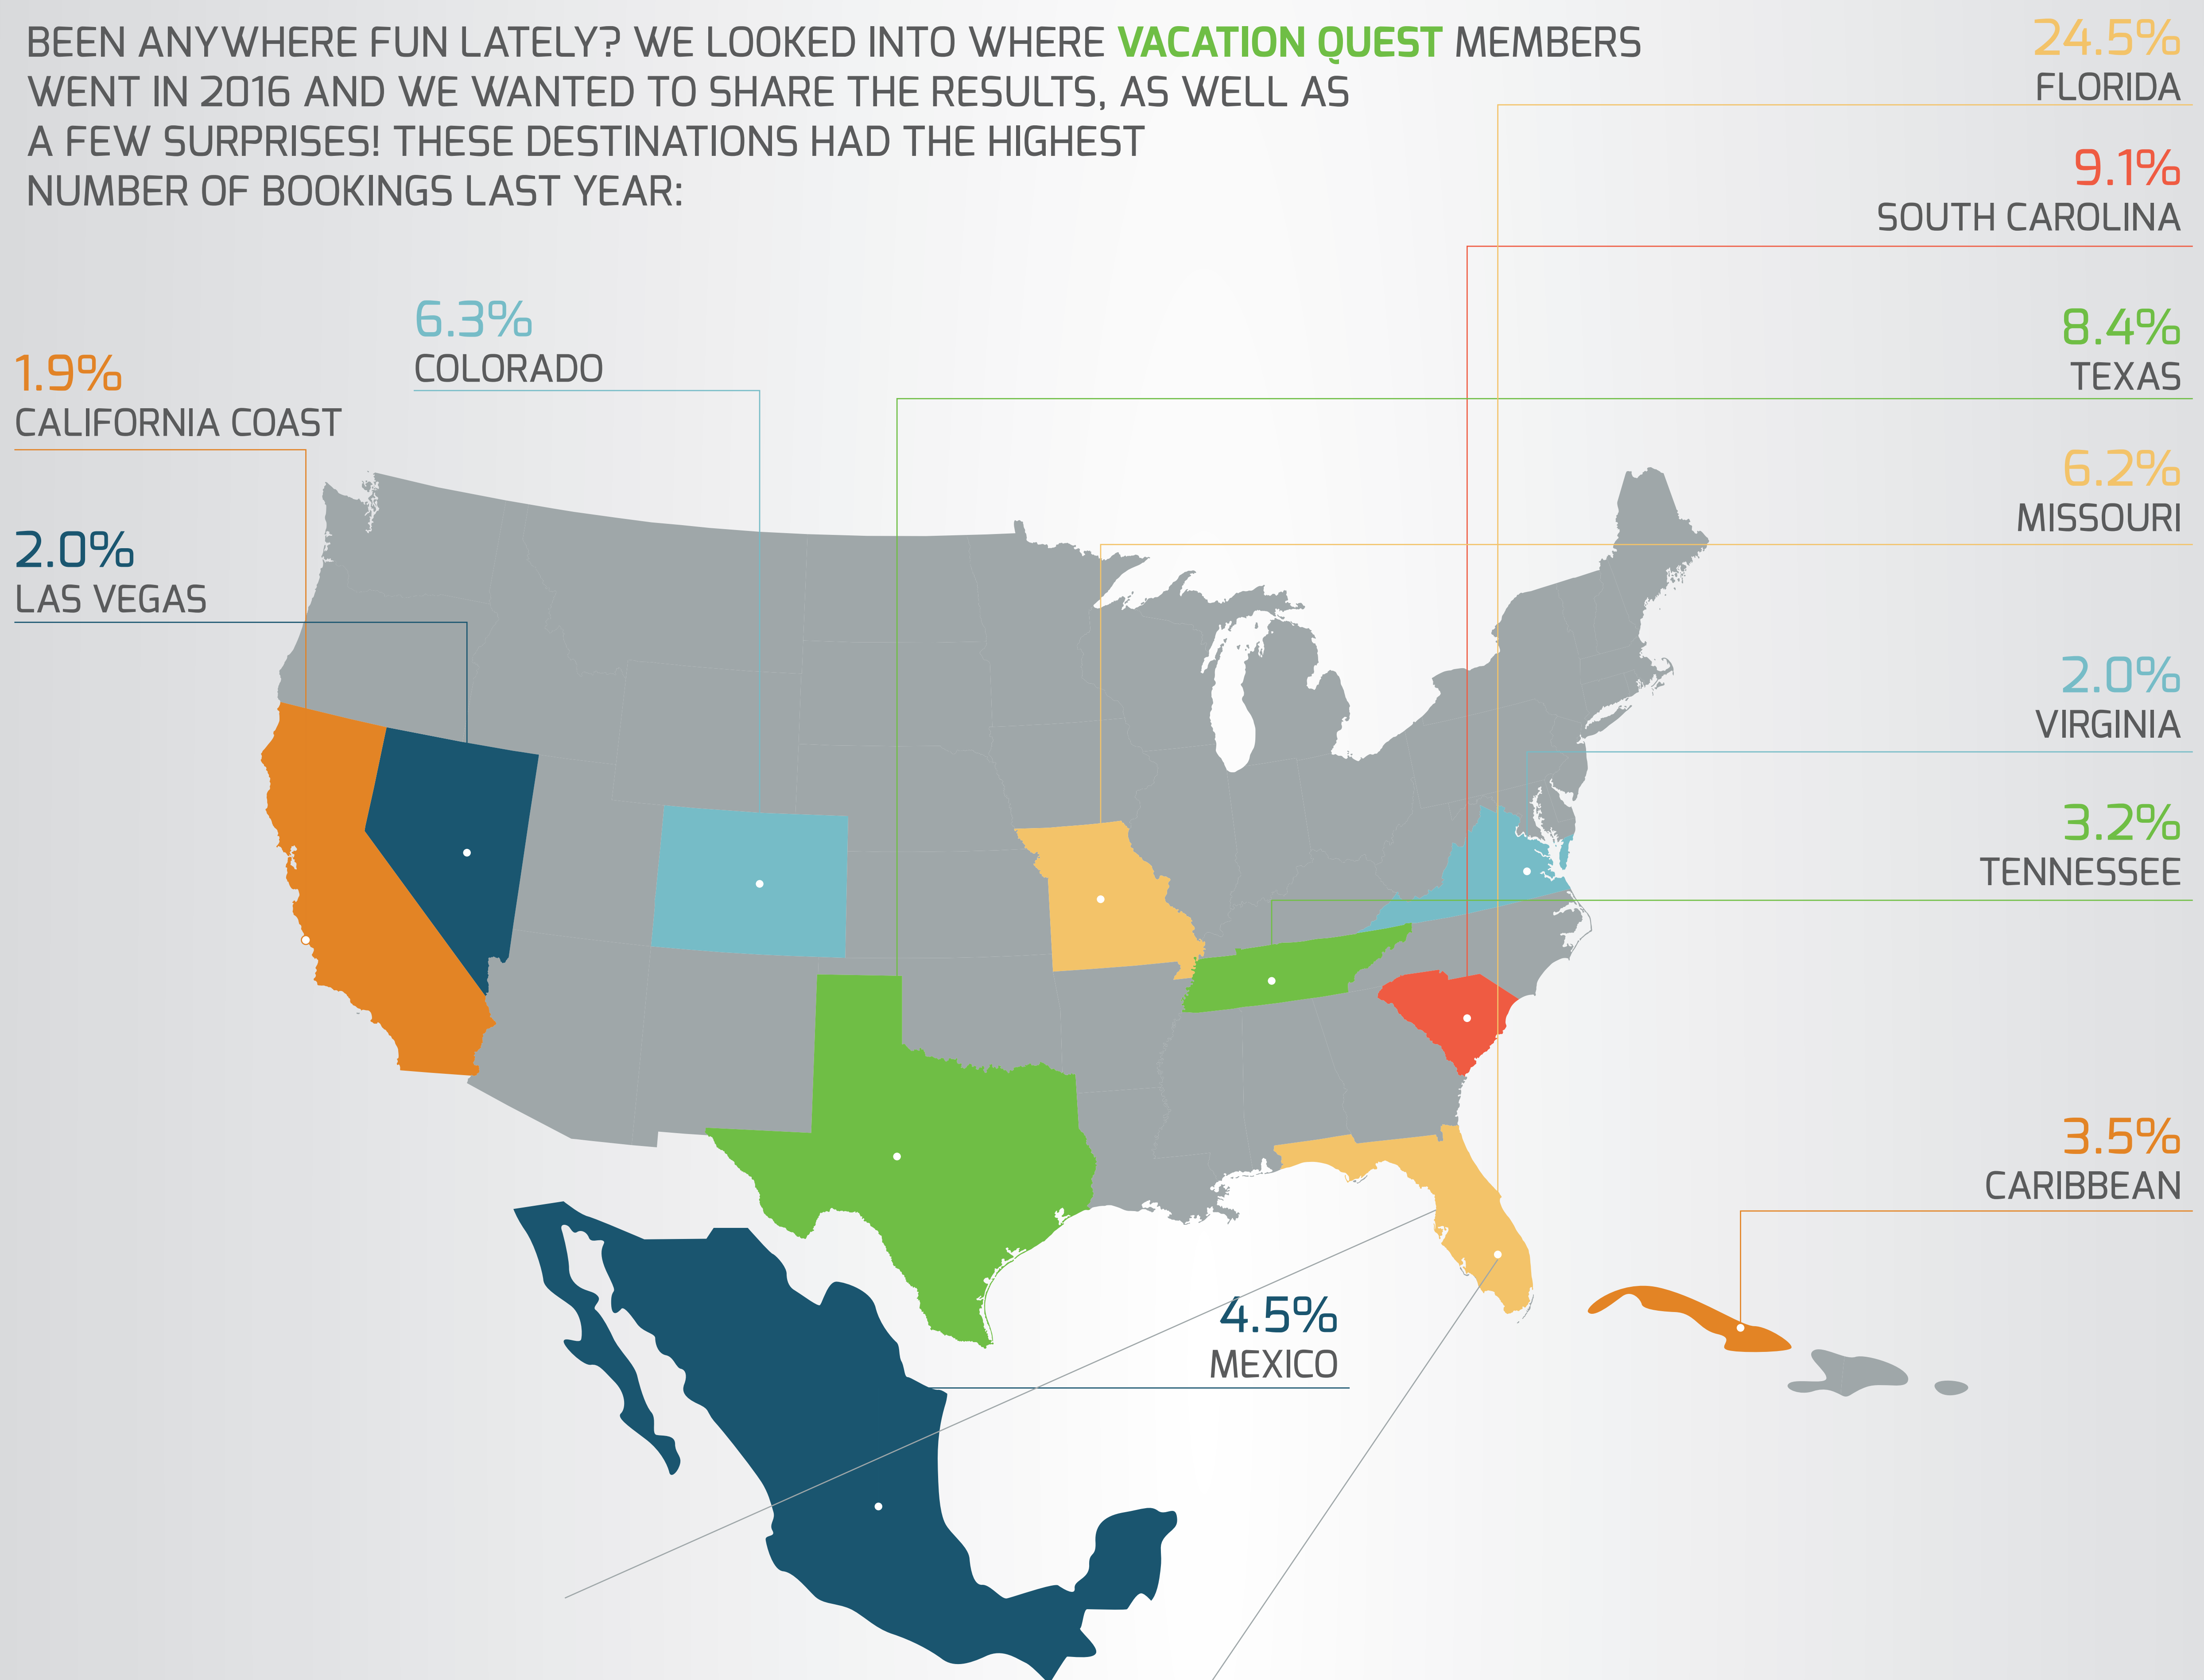 BEEN ANYWHERE FUN LATELY? WE LOOKED INTO WHERE VACATION QUEST MEMBERS
WENT IN 2016 AND WE WANTED TO SHARE THE RESULTS, AS WELL AS
A FEW SURPRISES! THESE DESTINATIONS HAD THE HIGHEST
NUMBER OF BOOKINGS LAST YEAR:
24.5%
FLORIDA
9.1%
SOUTH CAROLINA
8.4%
TEXAS
6.3%
COLORADO
1.9%
CALIFORNIA COAST
6.2%
MISSOURI
2.0%
LAS VEGAS
2.0%
VIRGINIA
3.2%
TENNESSEE
3.5%
CARIBBEAN
4.5%
MEXICO